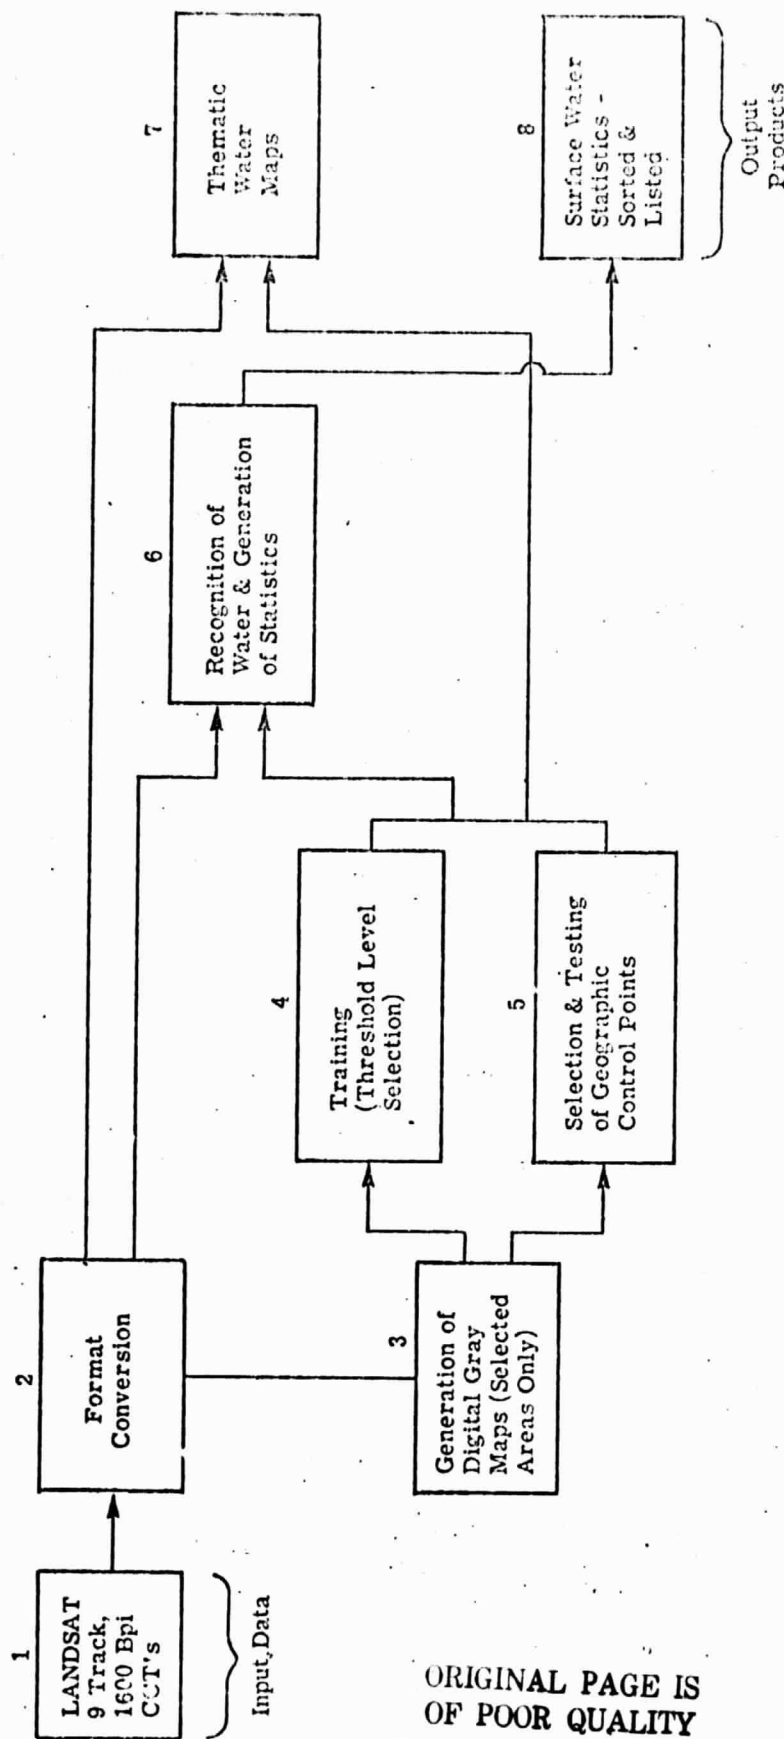 1
LANDSAT
9 Track,
1600 Bpi
CCT's
Input Data
2
Format
Conversion
3
Generation of
Digital Gray
Maps (Selected
Areas Only)
4
Training
(Threshold Level
Selection)
5
Selection & Testing
of Geographic
Control Points
6
Recognition of
Water & Generation
of Statistics
7
Thematic
Water
Maps
8
Surface Water
Statistics -
Sorted &
Listed
Output
Products
ORIGINAL PAGE IS
OF POOR QUALITY